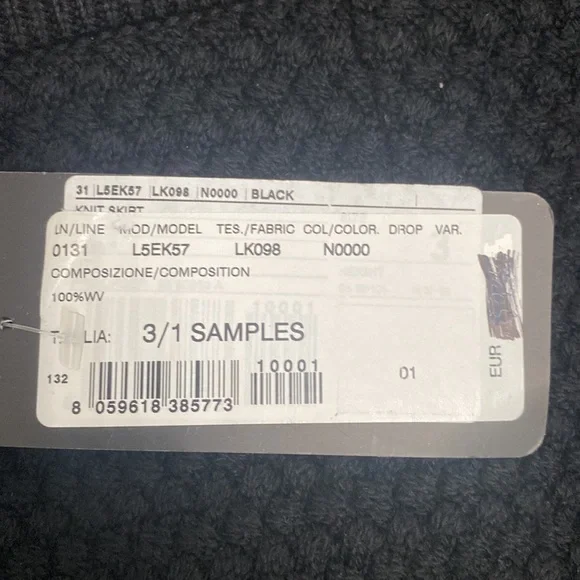 31 L5EK57 LK098 N0000 BLACK
KNIT SKIRT
LN/LINE MOD/MODEL TES./FABRIC COL/COLOR. DROP VAR.
0131 L5EK57 LK098 N0000
COMPOSIZIONE/COMPOSITION
100%WV
LIA: 3/1 SAMPLES
10001
132
01
8 059618 385773
EUR